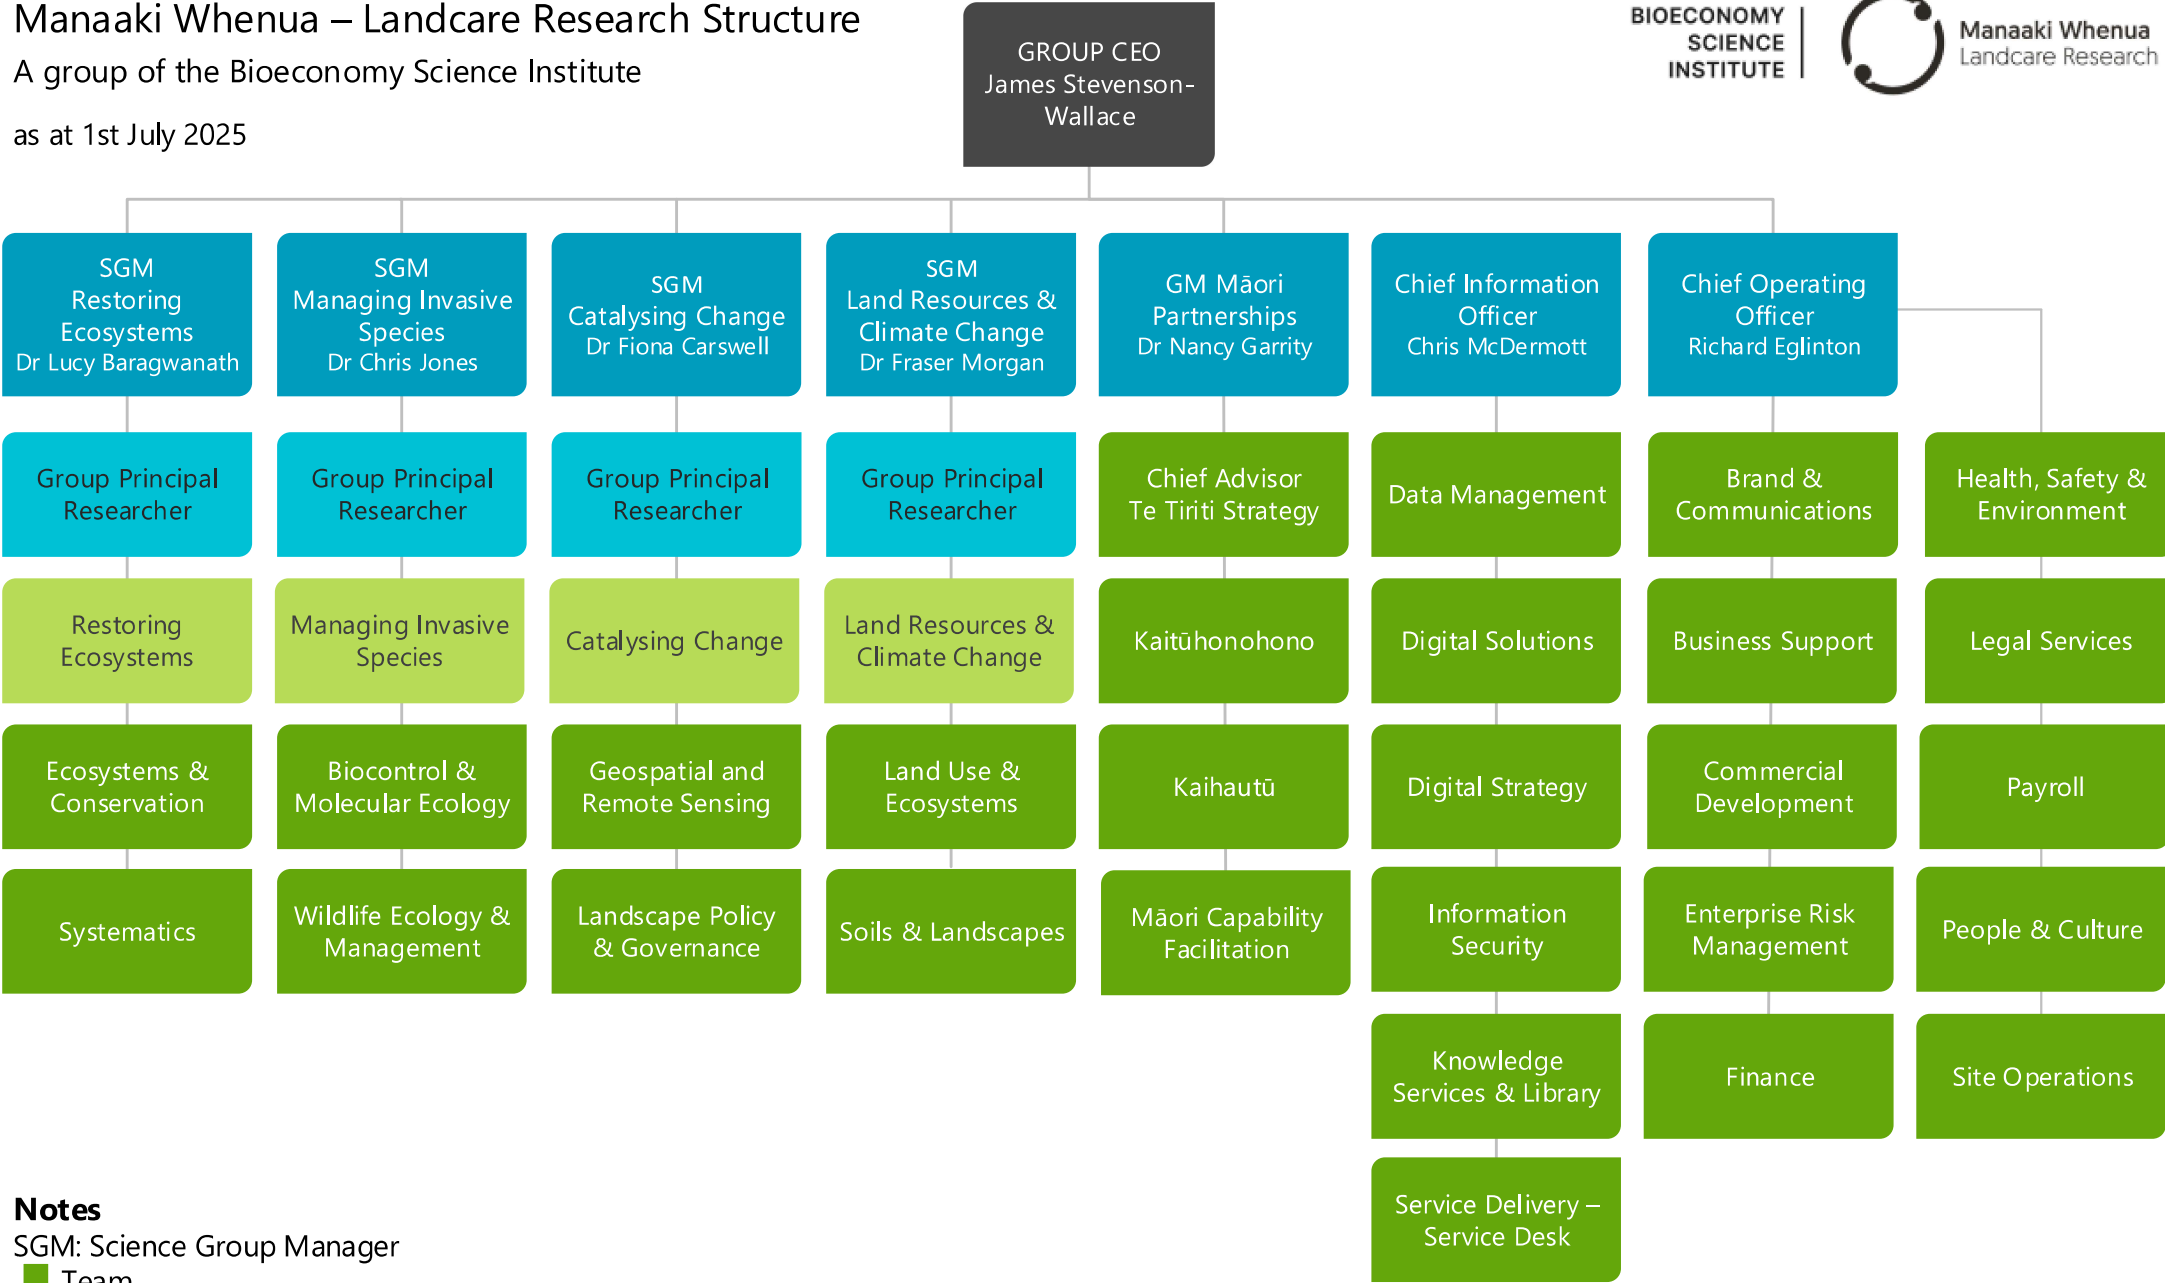 Manaaki Whenua – Landcare Research Structure
A group of the Bioeconomy Science Institute
as at 1st July 2025
GROUP CEO
James Stevenson-
Wallace
BIOECONOMY
SCIENCE
INSTITUTE
Manaaki Whenua
Landcare Research
SGM
Restoring
Ecosystems
Dr Lucy Baragwanath
SGM
Managing Invasive
Species
Dr Chris Jones
SGM
Catalysing Change
Dr Fiona Carswell
SGM
Land Resources &
Climate Change
Dr Fraser Morgan
GM Māori
Partnerships
Dr Nancy Garrity
Chief Information
Officer
Chris McDermott
Chief Operating
Officer
Richard Eglinton
Group Principal
Researcher
Group Principal
Researcher
Group Principal
Researcher
Group Principal
Researcher
Chief Advisor
Te Tiriti Strategy
Data Management
Brand &
Communications
Health, Safety &
Environment
Restoring
Ecosystems
Managing Invasive
Species
Catalysing Change
Land Resources &
Climate Change
Kaitūhonohono
Digital Solutions
Business Support
Legal Services
Ecosystems &
Conservation
Biocontrol &
Molecular Ecology
Geospatial and
Remote Sensing
Land Use &
Ecosystems
Kaihautū
Digital Strategy
Commercial
Development
Payroll
Systematics
Wildlife Ecology &
Management
Landscape Policy
& Governance
Soils & Landscapes
Māori Capability
Facilitation
Information
Security
Enterprise Risk
Management
People & Culture
Knowledge
Services & Library
Finance
Site Operations
Service Delivery –
Service Desk
Notes
SGM: Science Group Manager
Team